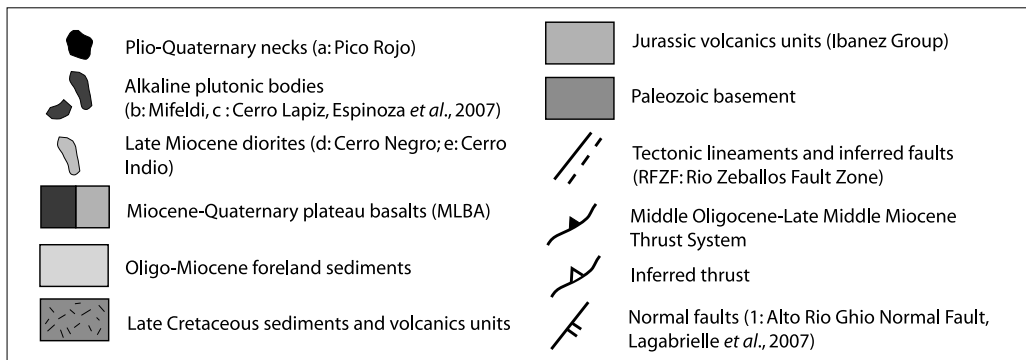 Plio-Quaternary necks (a: Pico Rojo)
Alkaline plutonic bodies
(b: Mifeldi, c : Cerro Lapiz, Espinoza et al., 2007)
Late Miocene diorites (d: Cerro Negro; e: Cerro
Indio)
Miocene-Quaternary plateau basalts (MLBA)
Oligo-Miocene foreland sediments
Late Cretaceous sediments and volcanics units
Jurassic volcanics units (Ibanez Group)
Paleozoic basement
Tectonic lineaments and inferred faults
(RFZF: Rio Zeballos Fault Zone)
Middle Oligocene-Late Middle Miocene
Thrust System
Inferred thrust
Normal faults (1: Alto Rio Ghio Normal Fault,
Lagabrielle et al., 2007)